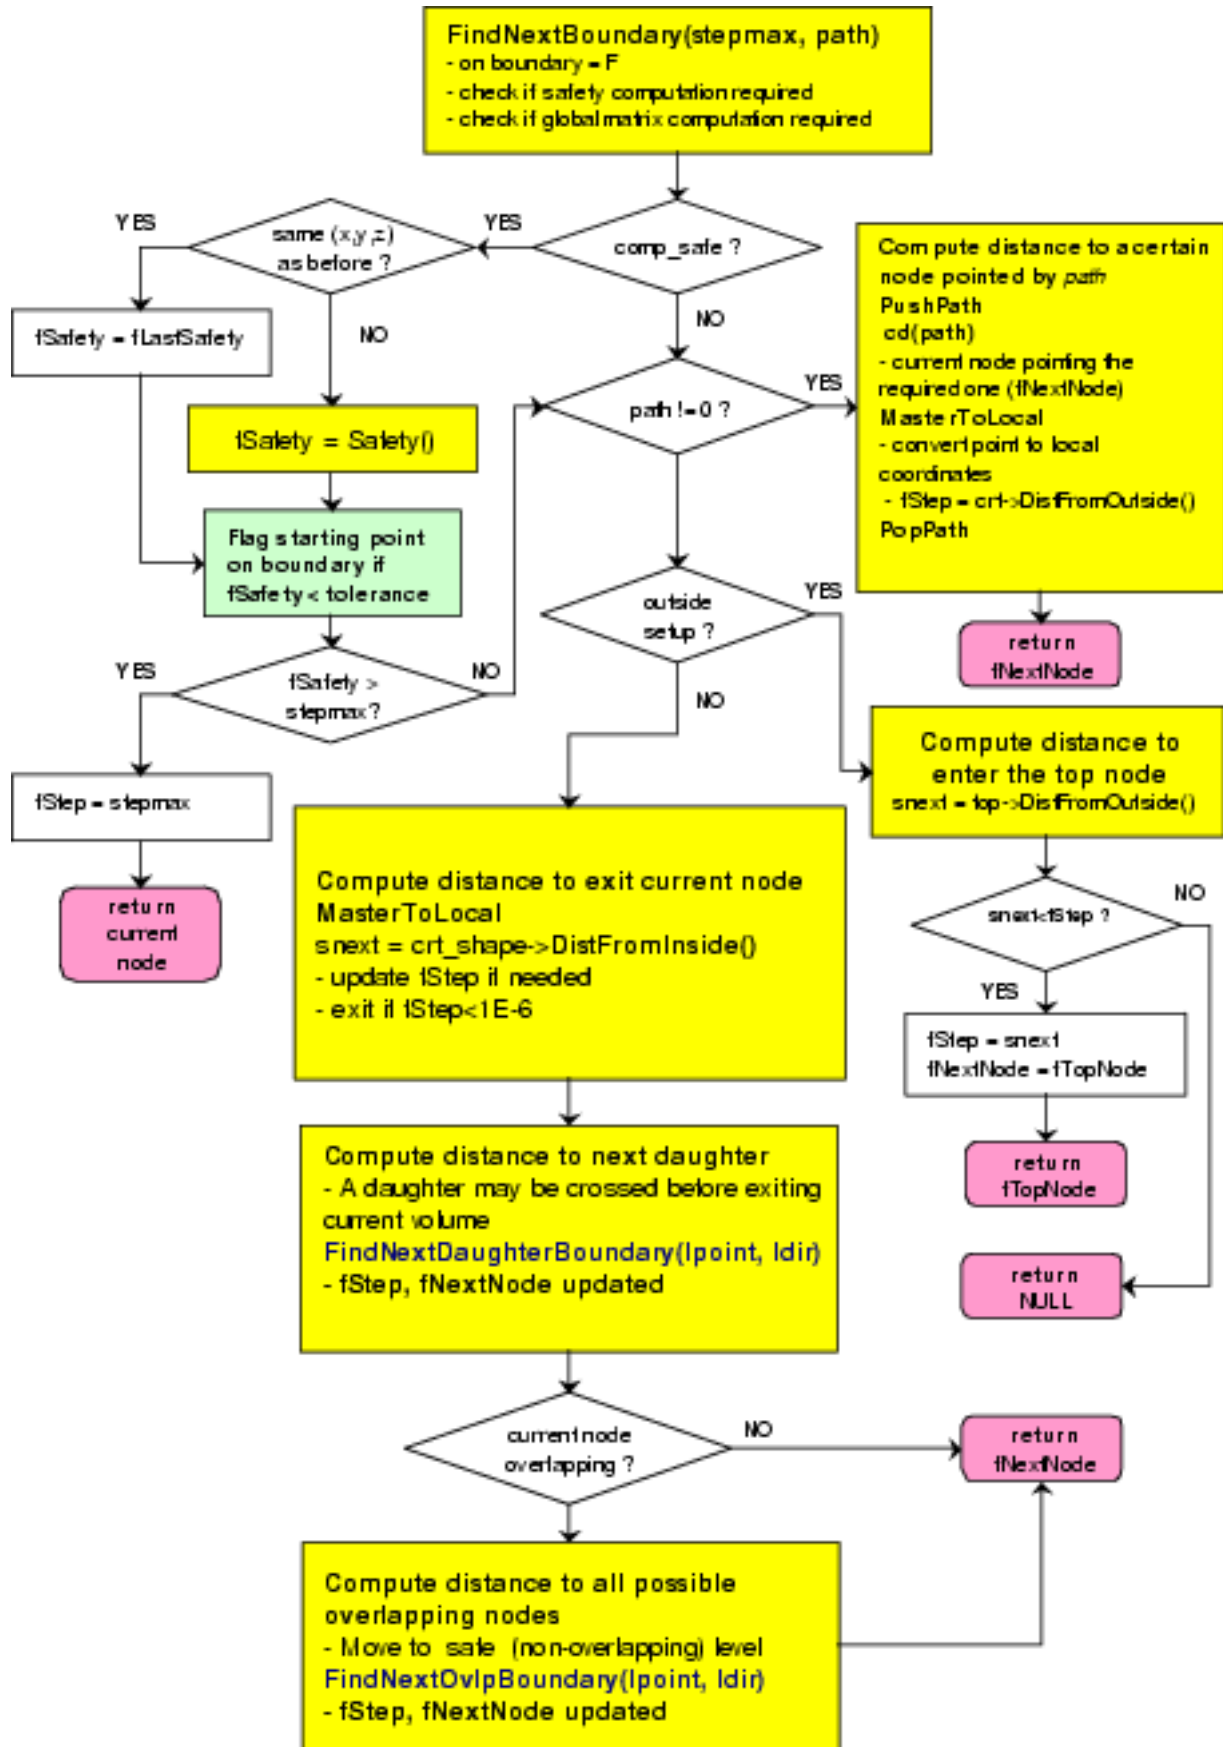 FindNextBoundary(stepmax, path)
- on boundary = F
- check if safety computation required
- check if global matrix computation required
YES
same (x,y,z)
as before ?
YES
comp_safe ?
Compute distance to a certain
node pointed by path
PushPath
cd(path)
- current node pointing the
required one (fNextNode)
MasterToLocal
- convert point to local
coordinates
- fStep = crt->DistFromOutside()
PopPath
fSafety = fLastSafety
NO
NO
path != 0 ?
YES
fSafety = Safety()
Flag starting point
on boundary if
fSafety < tolerance
outside
setup ?
YES
return
fNextNode
YES
fSafety >
stepmax?
NO
NO
Compute distance to
enter the top node
snext = top->DistFromOutside()
fStep = stepmax
return
current
node
Compute distance to exit current node
MasterToLocal
snext = crt_shape->DistFromInside()
- update fStep if needed
- exit if fStep<1E-6
snext<fStep ?
NO
YES
fStep = snext
fNextNode = fTopNode
return
fTopNode
Compute distance to next daughter
- A daughter may be crossed before exiting
current volume
FindNextDaughterBoundary(lpoint, ldir)
- fStep, fNextNode updated
return
NULL
current node
overlapping ?
NO
return
fNextNode
Compute distance to all possible
overlapping nodes
- Move to safe (non-overlapping) level
FindNextOvlpBoundary(lpoint, ldir)
- fStep, fNextNode updated